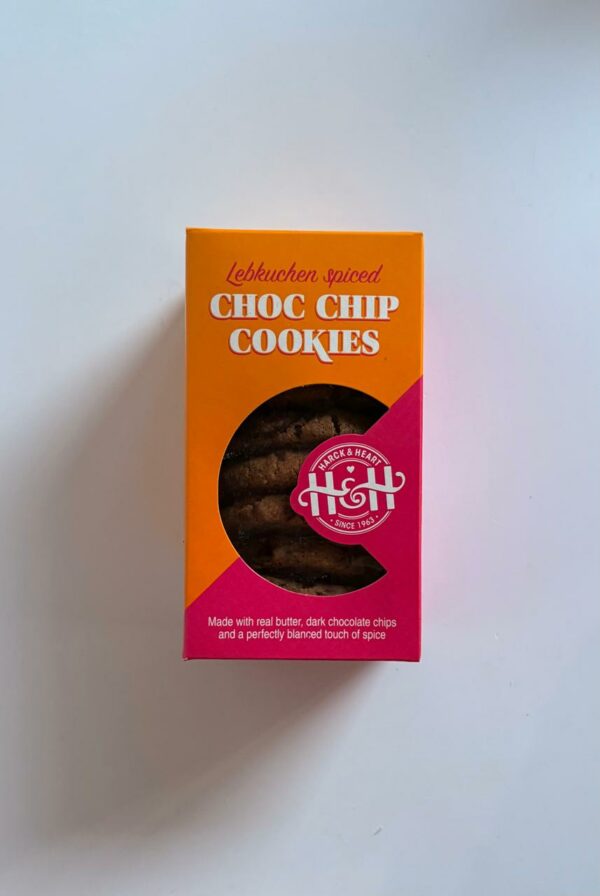 Lebkuchen spiced
CHOC CHIP
COOKIES
HARCK & HEART
H&H
• SINCE 1963 •
Made with real butter, dark chocolate chips
and a perfectly blanced touch of spice